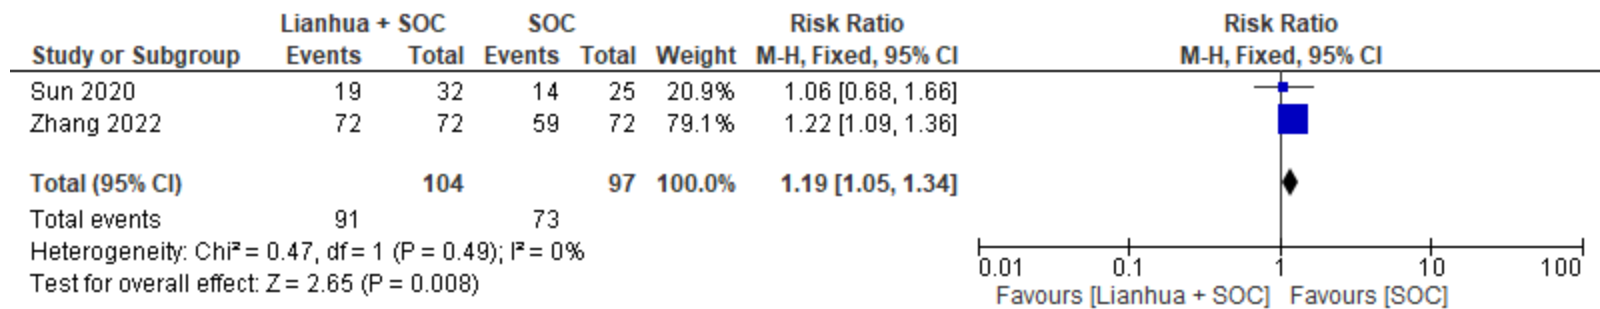 Lianhua + SOC SOC Risk Ratio Risk Ratio
Study or Subgroup Events Total Events Total Weight M-H, Fixed, 95% CI M-H, Fixed, 95% CI
Sun 2020 19 32 14 25 20.9% 1.06 [0.68, 1.66]
Zhang 2022 72 72 59 72 79.1% 1.22 [1.09, 1.36]
Total (95% CI) 104 97 100.0% 1.19 [1.05, 1.34]
Total events 91 73
Heterogeneity: Chi² = 0.47, df = 1 (P = 0.49); I² = 0%
Test for overall effect: Z = 2.65 (P = 0.008)
0.01 0.1 1 10 100
Favours [Lianhua + SOC] Favours [SOC]